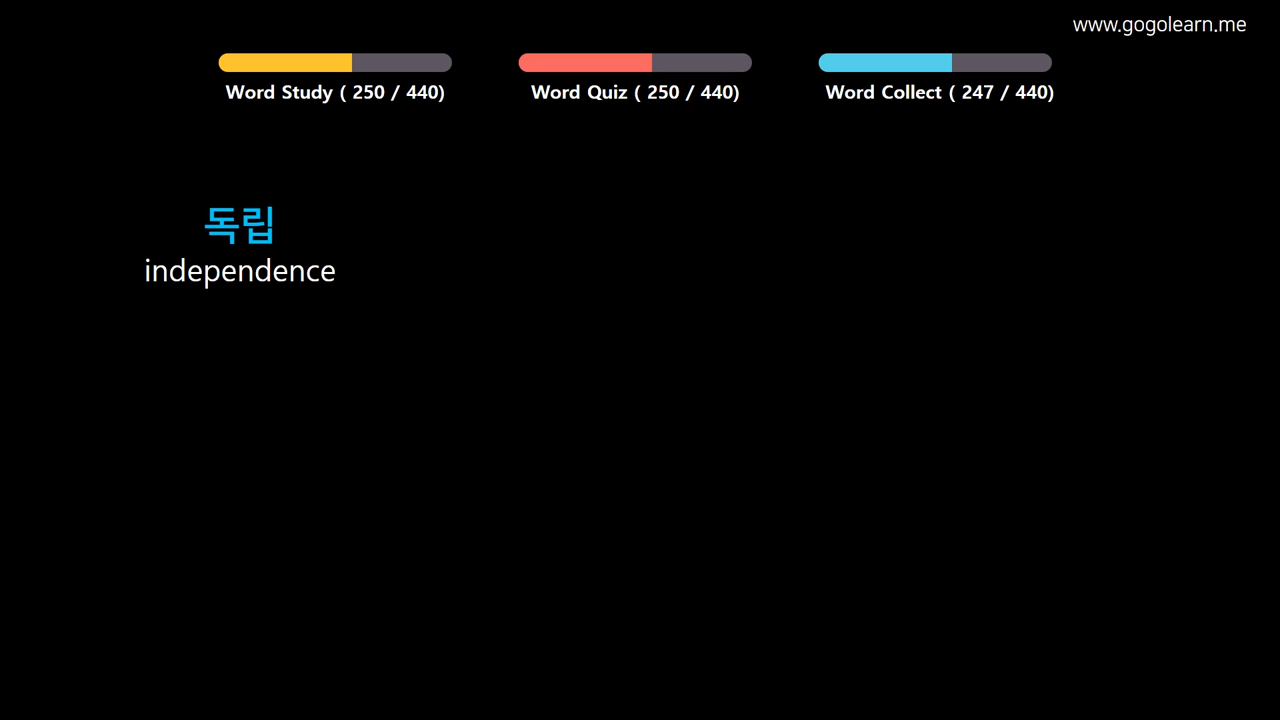 www.gogolearn.me
Word Study ( 250 / 440)
Word Quiz ( 250 / 440)
Word Collect ( 247 / 440)
독립
independence